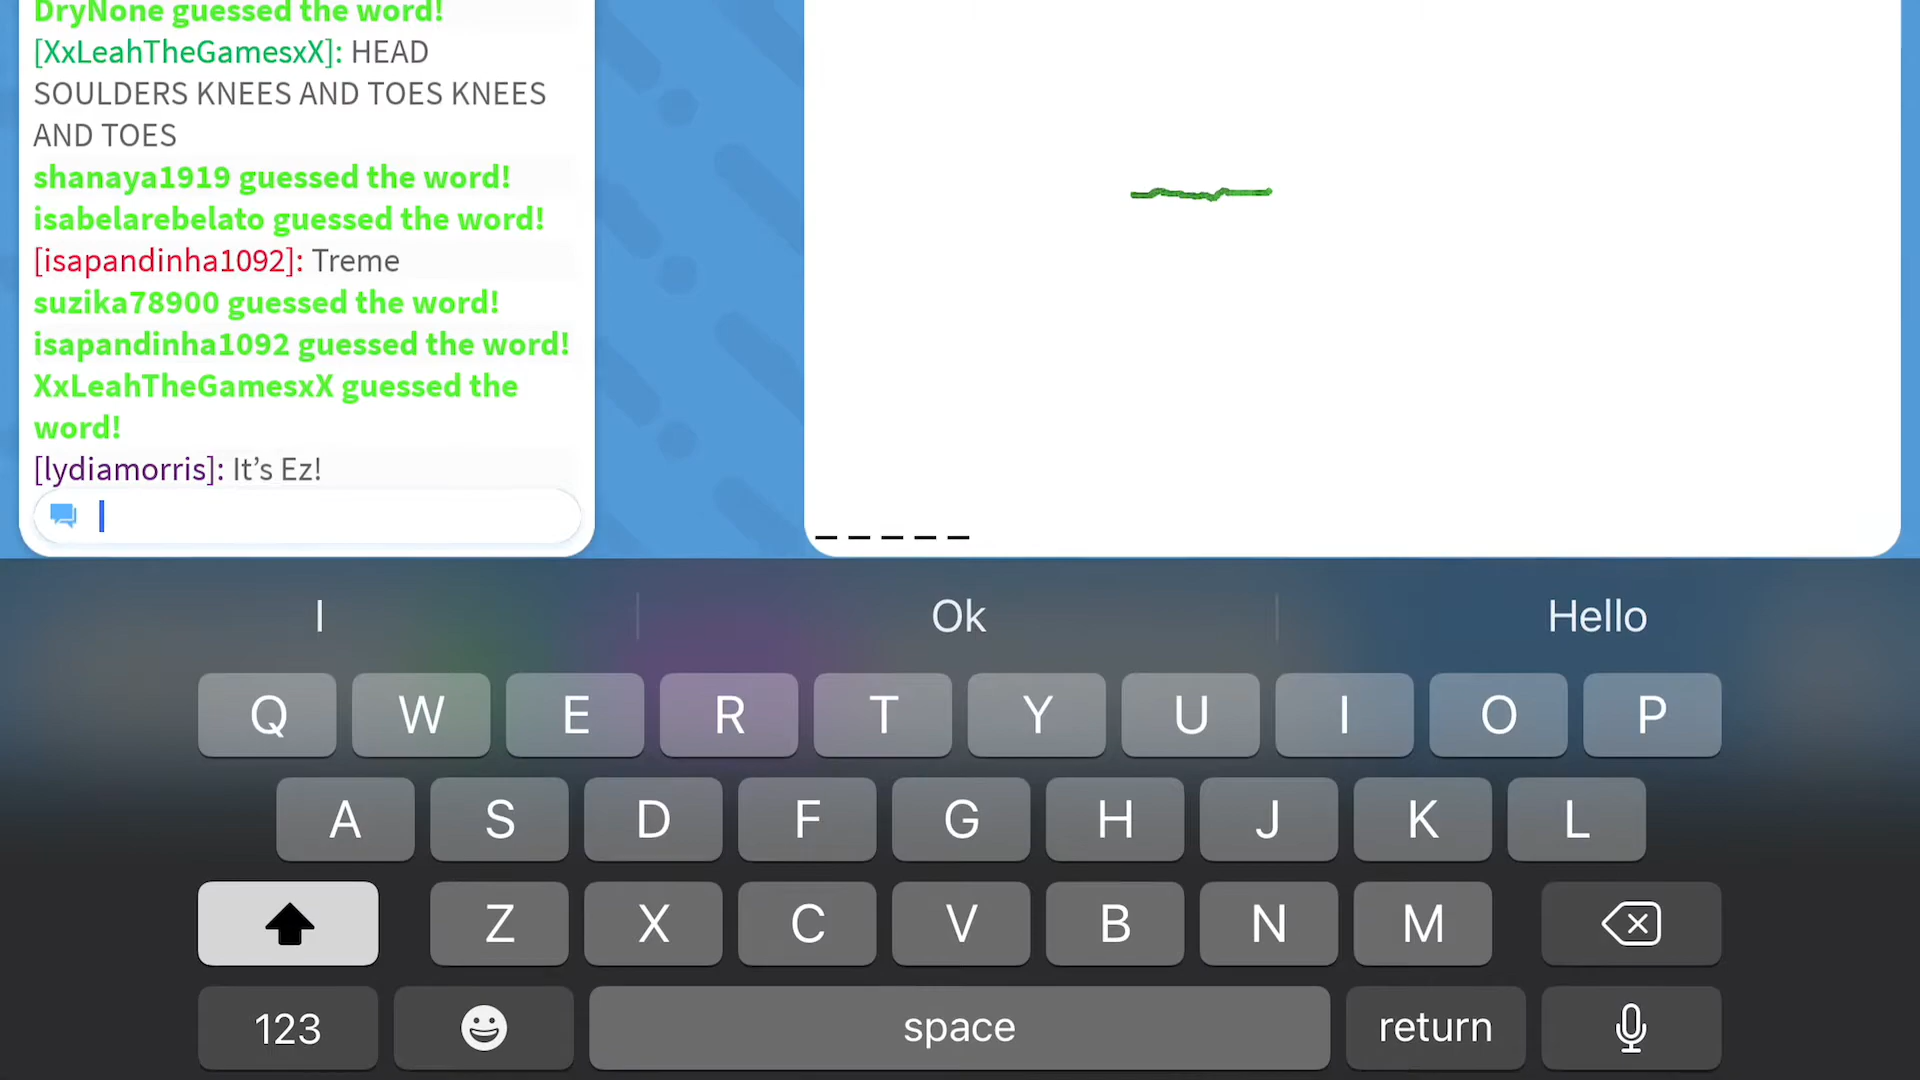 DryNone guessed the word!
[XxLeahTheGamesxX]: HEAD
SOULDERS KNEES AND TOES KNEES
AND TOES
shanaya1919 guessed the word!
isabelarebelato guessed the word!
[isapandinha1092]: Treme
suzika78900 guessed the word!
isapandinha1092 guessed the word!
XxLeahTheGamesxX guessed the
word!
[lydiamorris]: It’s Ez!
_ _ _ _ _
I Ok Hello
Q W E R T Y U I O P
A S D F G H J K L
Z X C V B N M
123 space return